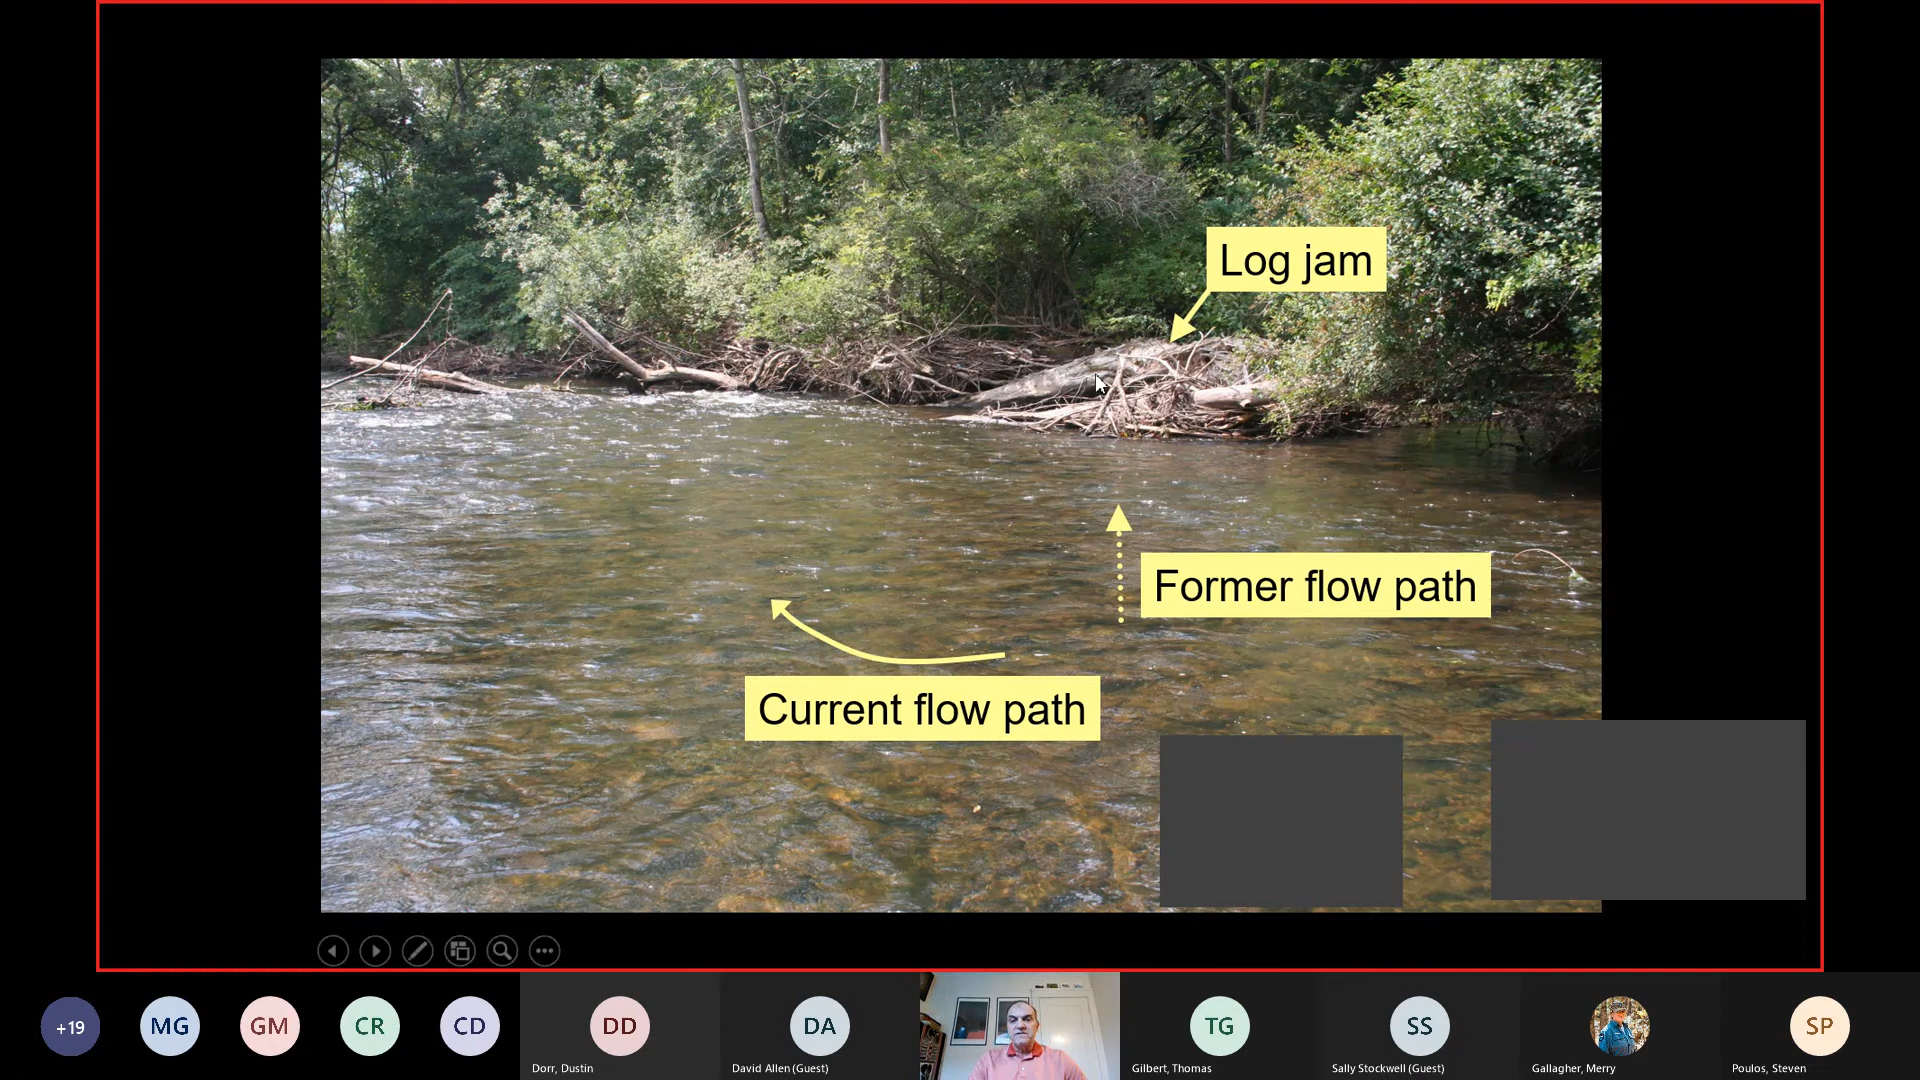 Log jam
Former flow path
Current flow path
+19
MG
GM
CR
CD
DD
DA
TG
SS
SP
Dorr, Dustin
David Allen (Guest)
Gilbert, Thomas
Sally Stockwell (Guest)
Gallagher, Merry
Poulos, Steven